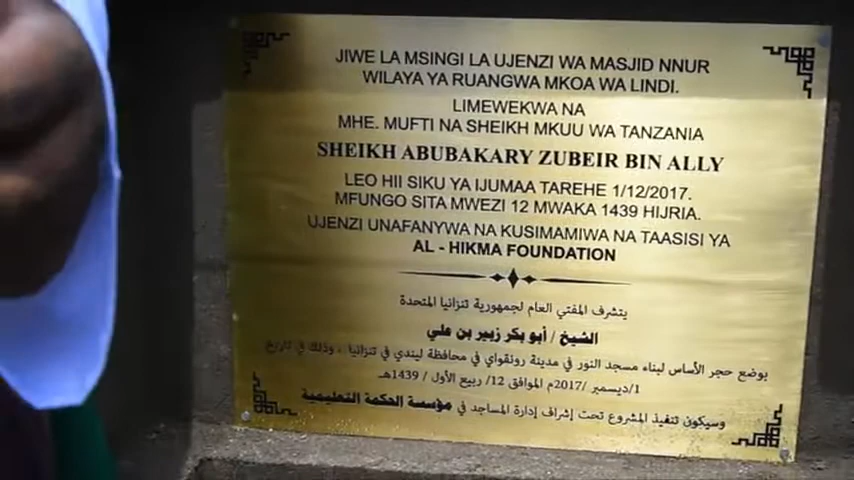 JIWE LA MSINGI LA UJENZI WA MASJID NNUR
WILAYA YA RUANGWA MKOA WA LINDI.
LIMEWEKWA NA
MHE. MUFTI NA SHEIKH MKUU WA TANZANIA
SHEIKH ABUBAKARY ZUBEIR BIN ALLY
LEO HII SIKU YA IJUMAA TAREHE 1/12/2017.
MFUNGO SITA MWEZI 12 MWAKA 1439 HIJRIA.
UJENZI UNAFANYWA NA KUSIMAMIWA NA TAASISI YA
AL - HIKMA FOUNDATION
يتشرف المفتي العام لجمهورية تنزانيا المتحدة
الشيخ / أبو بكر زبير بن علي
بوضع حجر الأساس لبناء مسجد النور في مدينة روانقوا في محافظة ليندي في تنزانيا ، وذلك في تاريخ
1/ديسمبر /2017م الموافق 12/ ربيع الأول / 1439هـ
وسيكون تنفيذ المشروع تحت إشراف إدارة المساجد في مؤسسة الحكمة التعليمية